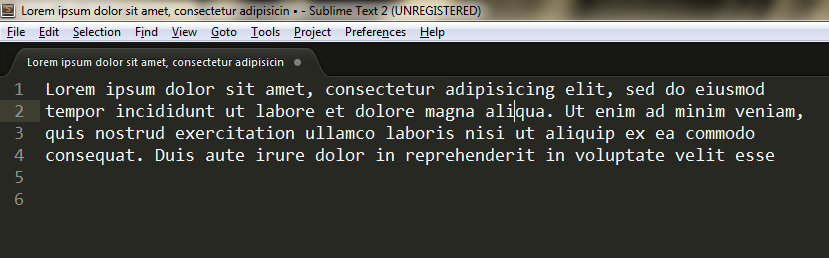 Lorem ipsum dolor sit amet, consectetur adipisicin • - Sublime Text 2 (UNREGISTERED)
File Edit Selection Find View Goto Tools Project Preferences Help
Lorem ipsum dolor sit amet, consectetur adipisicin
1 Lorem ipsum dolor sit amet, consectetur adipisicing elit, sed do eiusmod
2 tempor incididunt ut labore et dolore magna aliqua. Ut enim ad minim veniam,
3 quis nostrud exercitation ullamco laboris nisi ut aliquip ex ea commodo
4 consequat. Duis aute irure dolor in reprehenderit in voluptate velit esse
5
6